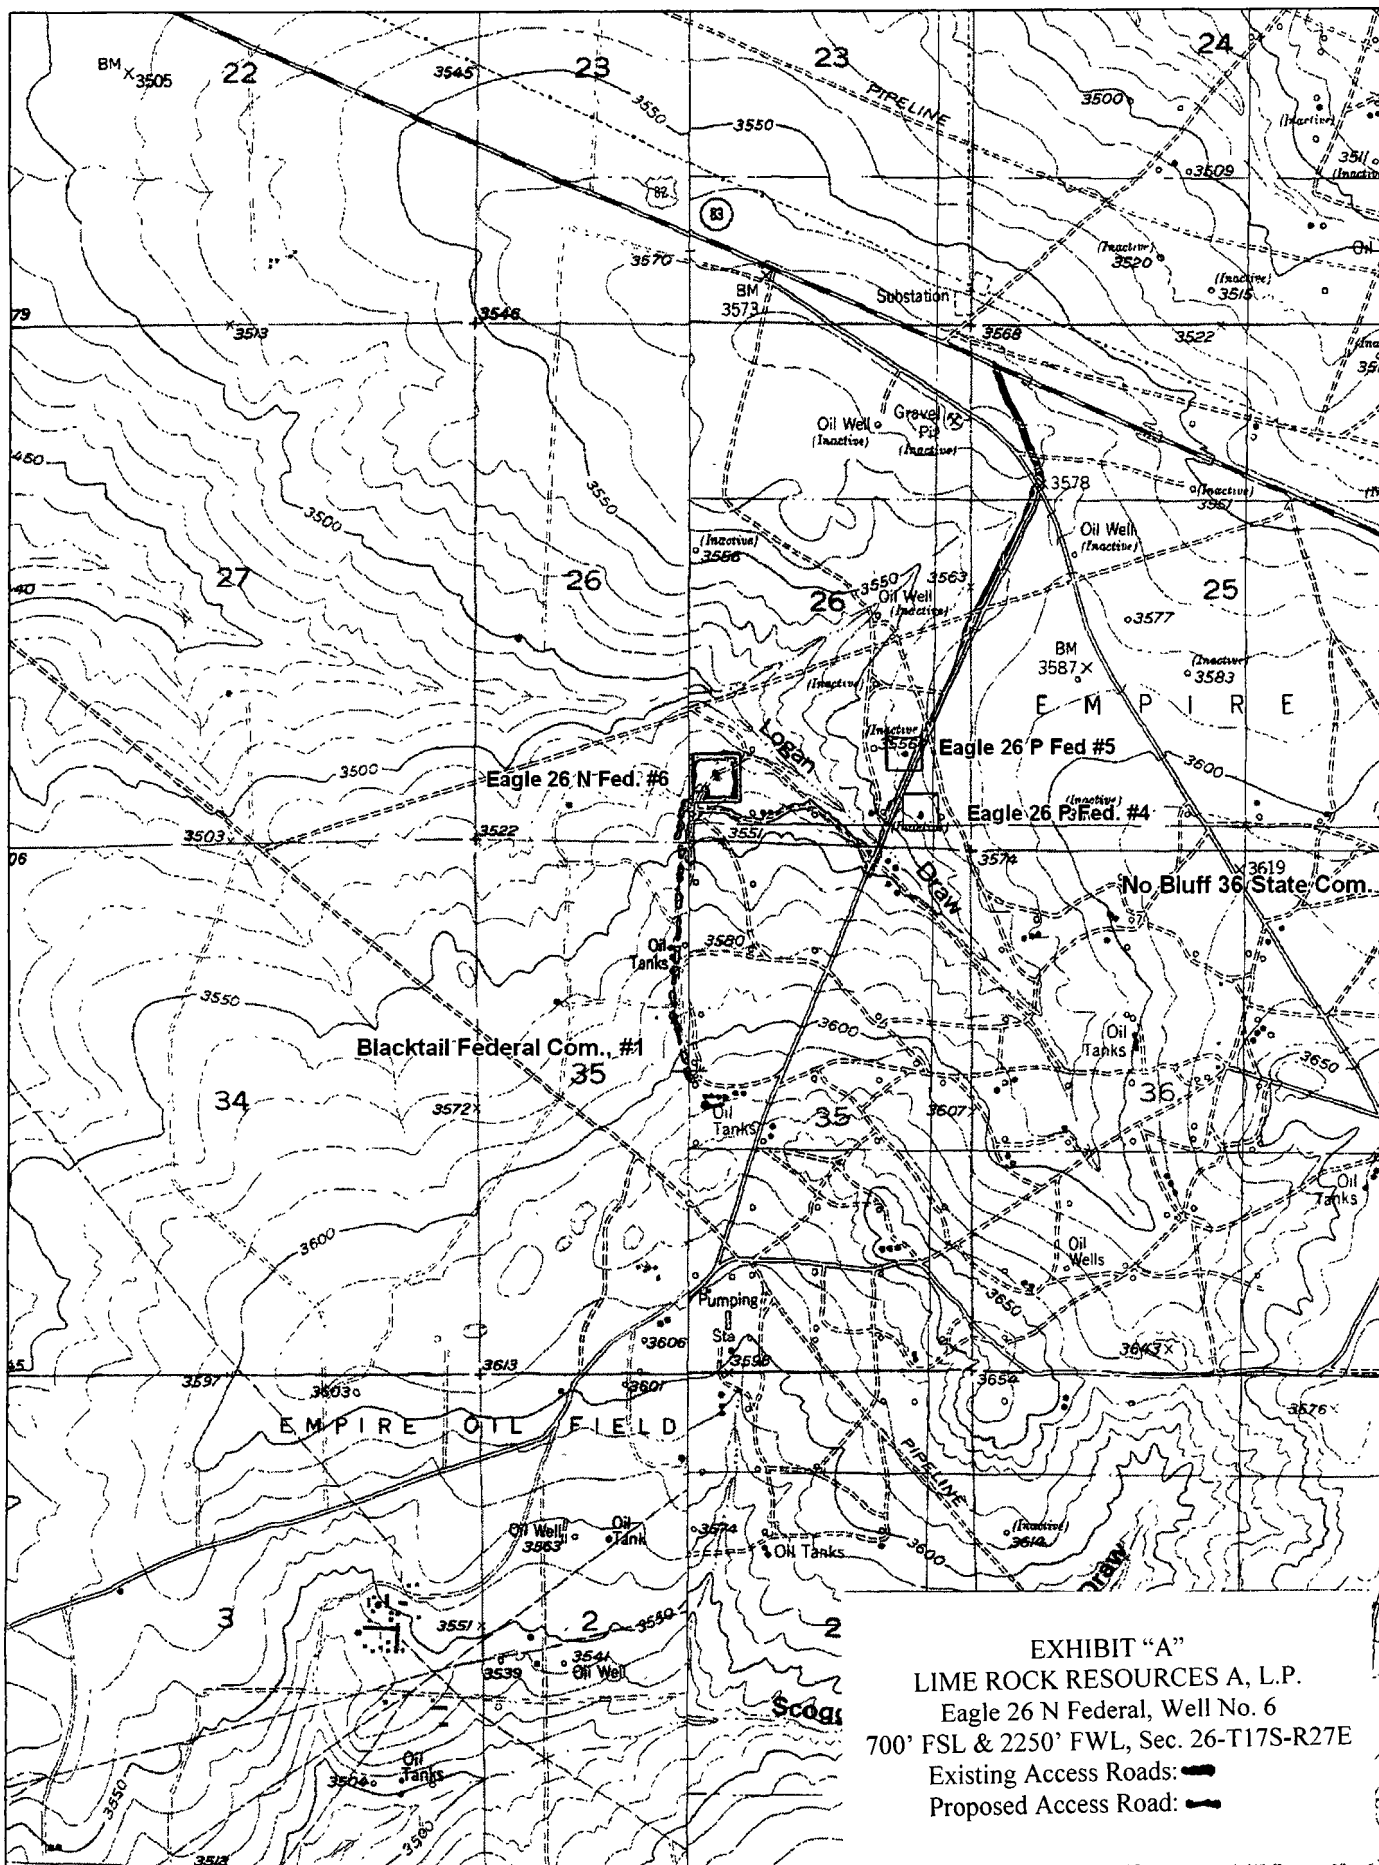 22
23
23
24
BM
3505
3545
3550
3550
PIPELINE
3500
(Inactive)
3511
3509
82
83
3570
(Inactive)
3520
(Inactive)
3515
BM
3573
Substation
79
3513
3546
3568
3522
Oil Well
(Inactive)
Gravel
Pit
(Inactive)
450
3500
3550
3578
(Inactive)
(Inactive)
3556
Oil Well
(Inactive)
27
26
26
25
3550
3563
Oil Well
(Inactive)
3577
BM
3587
(Inactive)
3583
(Inactive)
EMPIRE
Logan
(Inactive)
Eagle 26 P Fed #5
3500
Eagle 26 N Fed. #6
3600
Eagle 26 P Fed. #4
(Inactive)
3503
3522
3551
3574
06
Draw
3619
No Bluff 36 State Com.
Oil
Tanks
3580
3550
3600
Oil
Tanks
Blacktail Federal Com., #1
3650
34
35
35
36
3572
Oil
Tanks
3607
Oil
Tanks
3600
Oil
Wells
3650
Pumping
Sta
3606
3598
3643
3597
3603
3613
3601
3654
3676
EMPIRE OIL FIELD
PIPELINE
Oil Well
3563
Oil
Tank
3574
Oil Tanks
3600
(Inactive)
3614
Draw
3
3551
2
3550
2
3539
3541
Oil Well
Oil
Tanks
3550
3500
EXHIBIT “A”
LIME ROCK RESOURCES A, L.P.
Eagle 26 N Federal, Well No. 6
700’ FSL & 2250’ FWL, Sec. 26-T17S-R27E
Existing Access Roads:
Proposed Access Road: